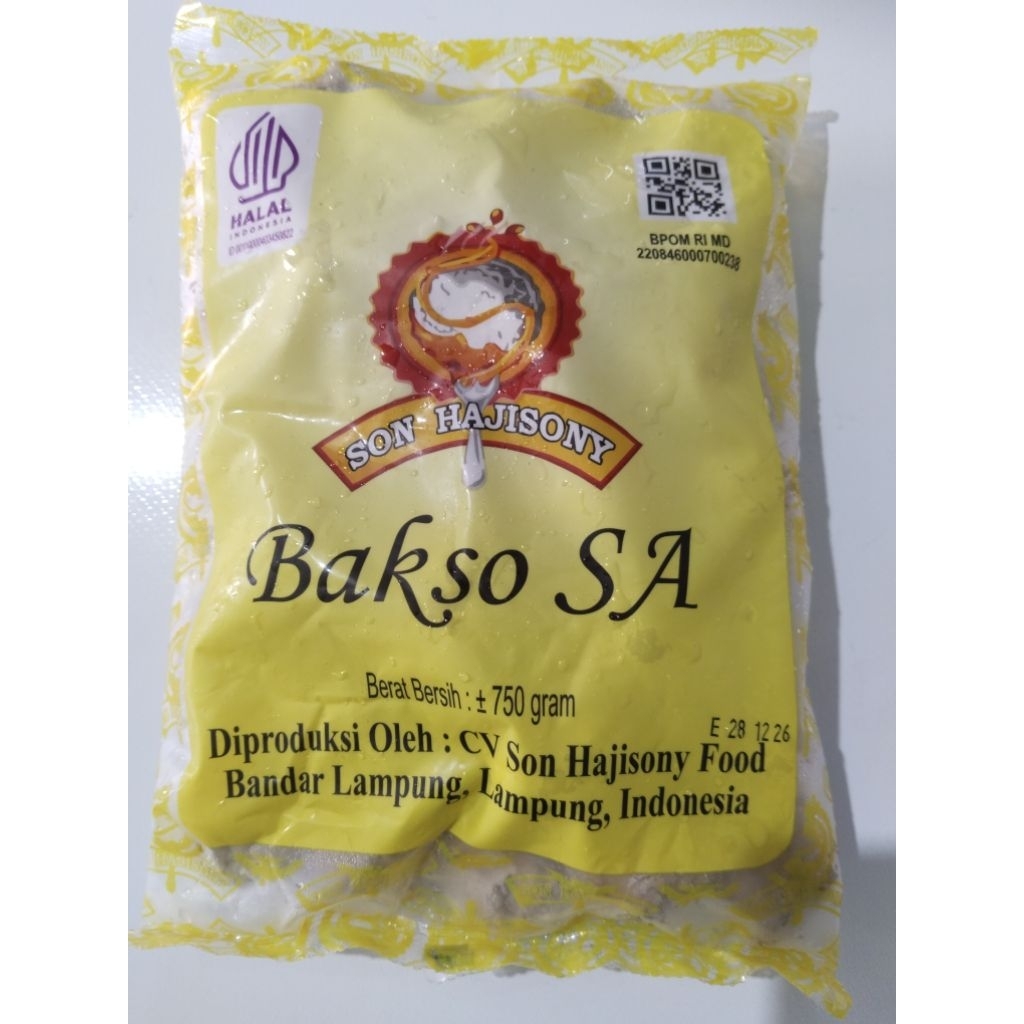 HALAL
INDONESIA
BPOM RI MD
220846000700238
SON HAJISONY
Bakso SA
Berat Bersih : ± 750 gram
E 28 12 26
Diproduksi Oleh : CV Son Hajisony Food
Bandar Lampung, Lampung, Indonesia